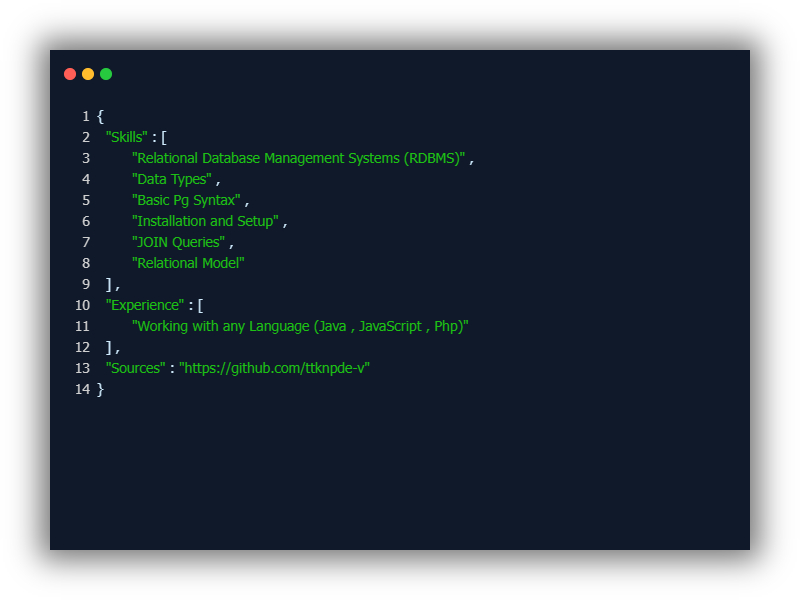 1 {
2 "Skills" : [
3 "Relational Database Management Systems (RDBMS)" ,
4 "Data Types" ,
5 "Basic Pg Syntax" ,
6 "Installation and Setup" ,
7 "JOIN Queries" ,
8 "Relational Model"
9 ] ,
10 "Experience" : [
11 "Working with any Language (Java , JavaScript , Php)"
12 ] ,
13 "Sources" : "https://github.com/ttknpde-v"
14 }